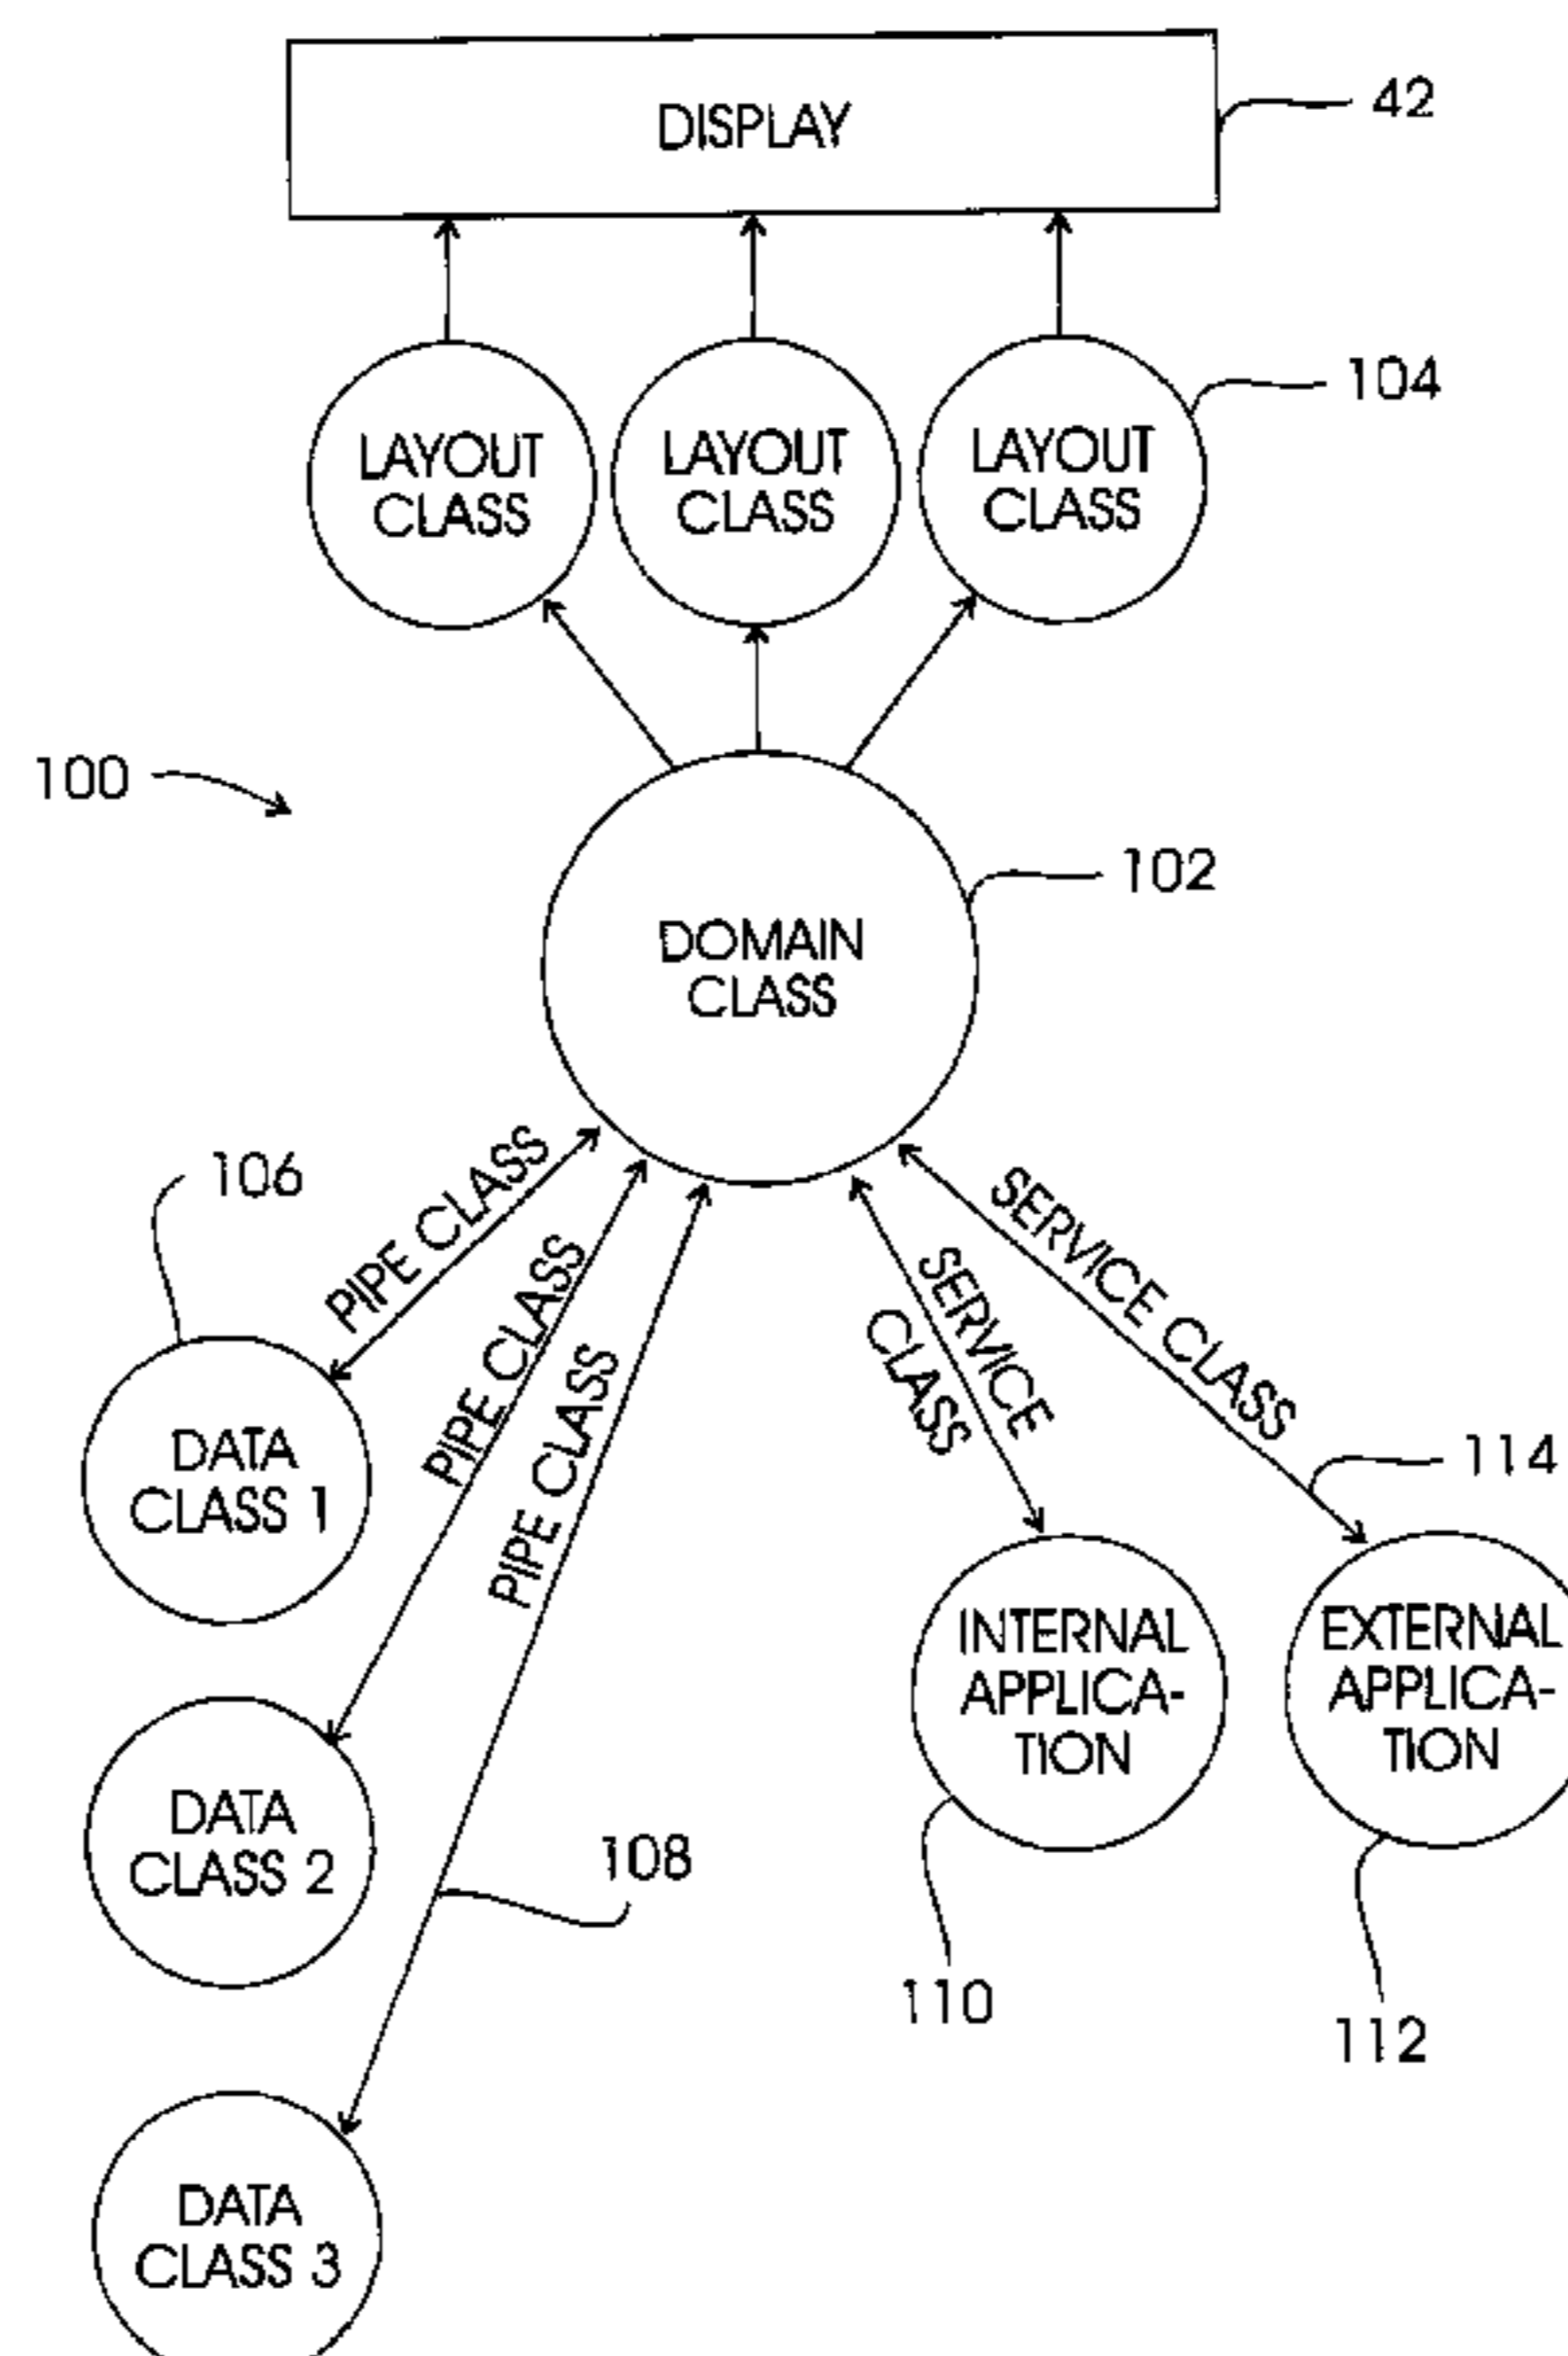 DISPLAY
42
LAYOUT
CLASS
LAYOUT
CLASS
LAYOUT
CLASS
104
100
102
DOMAIN
CLASS
106
PIPE CLASS
PIPE CLASS
PIPE CLASS
SERVICE
CLASS
SERVICE CLASS
114
DATA
CLASS 1
INTERNAL
APPLICA-
TION
EXTERNAL
APPLICA-
TION
DATA
CLASS 2
108
110
112
DATA
CLASS 3